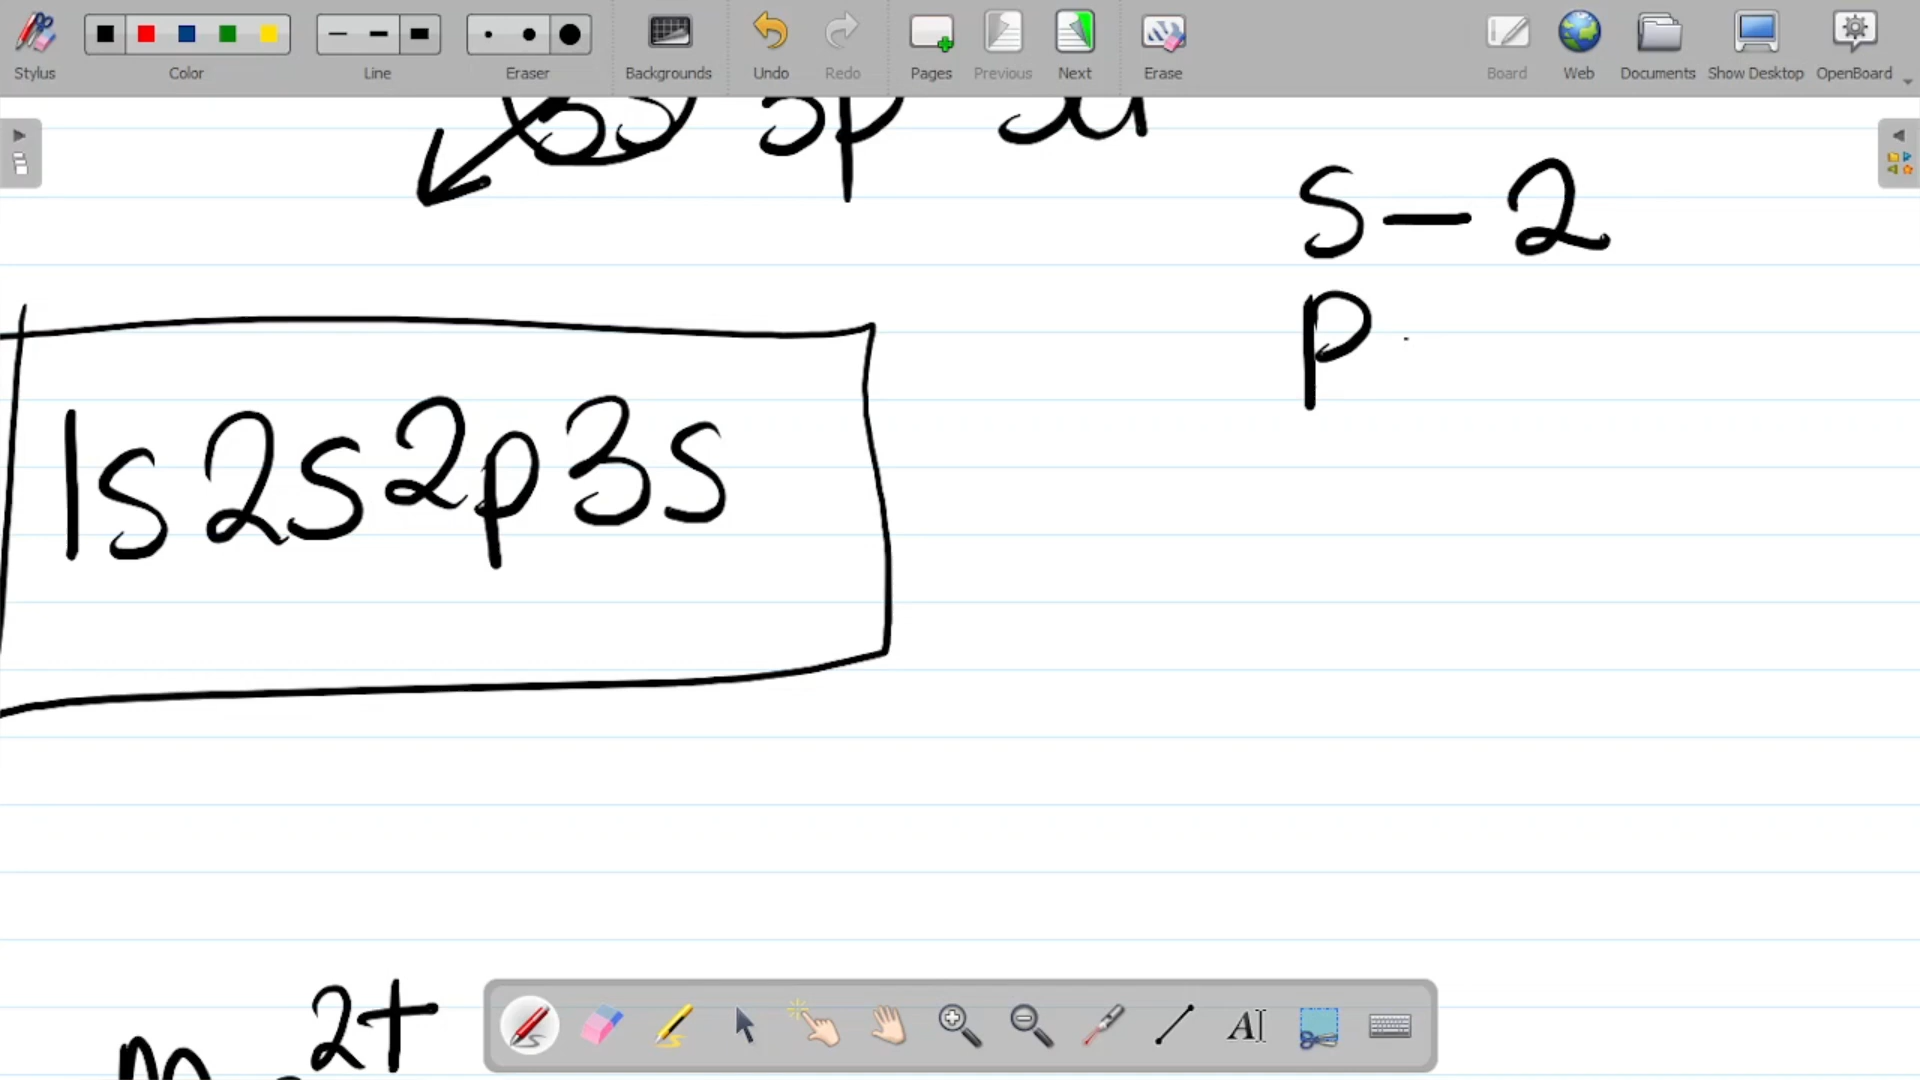 Stylus Color Line Eraser Backgrounds Undo Redo Pages Previous Next Erase Board Web Documents Show Desktop OpenBoard
3s 3p
s – 2
p
1s2s2p3s
2+